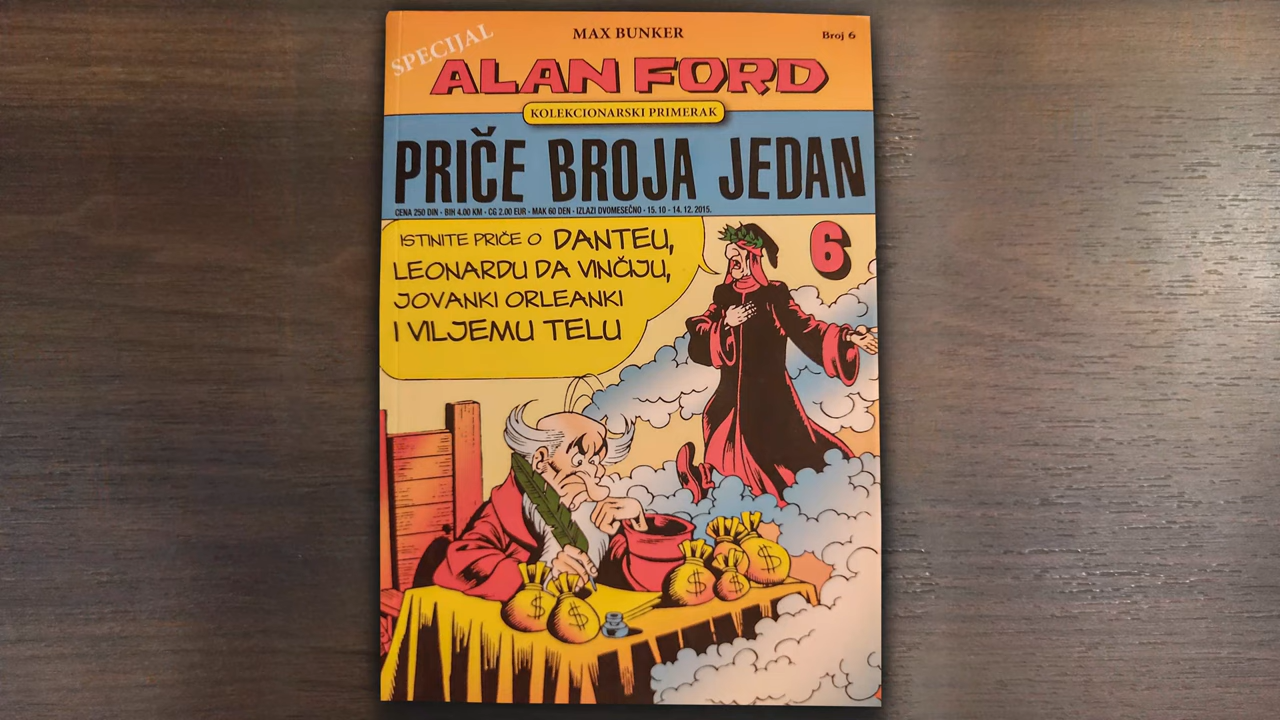 SPECIJAL
MAX BUNKER
Broj 6
ALAN FORD
KOLEKCIONARSKI PRIMERAK
PRIČE BROJA JEDAN
CENA 250 DIN - BIH 4.00 KM - CG 2.00 EUR - MAK 60 DEN - IZLAZI DVOMESEČNO - 15. 10 - 14. 12. 2015.
ISTINITE PRIČE O DANTEU,
LEONARDU DA VINČIJU,
JOVANKI ORLEANKI
I VILJEMU TELU
6
$
$
$
$
$